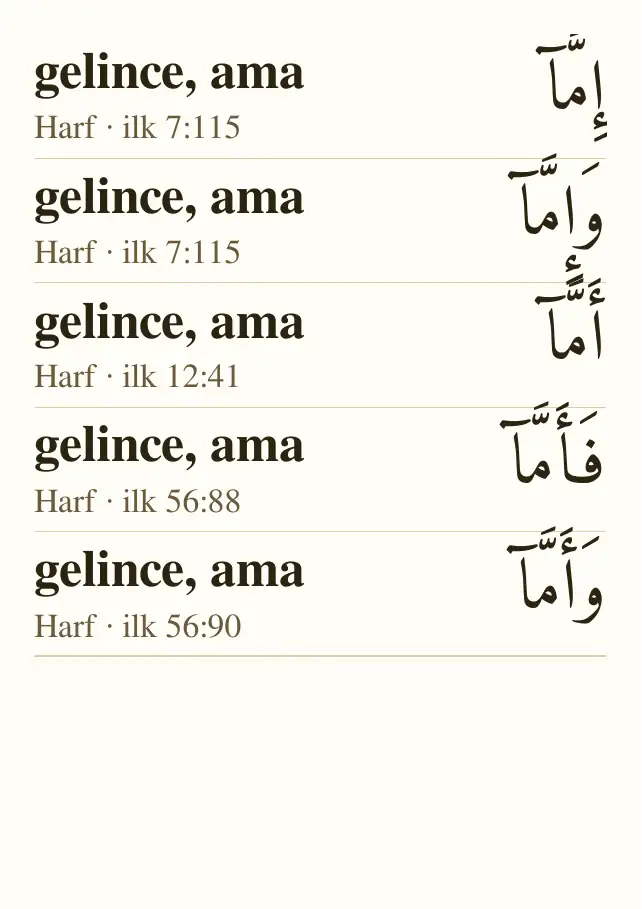 gelince, ama إِمَّآ
Harf · ilk 7:115
gelince, ama وَإِمَّآ
Harf · ilk 7:115
gelince, ama أَمَّآ
Harf · ilk 12:41
gelince, ama فَأَمَّآ
Harf · ilk 56:88
gelince, ama وَأَمَّآ
Harf · ilk 56:90